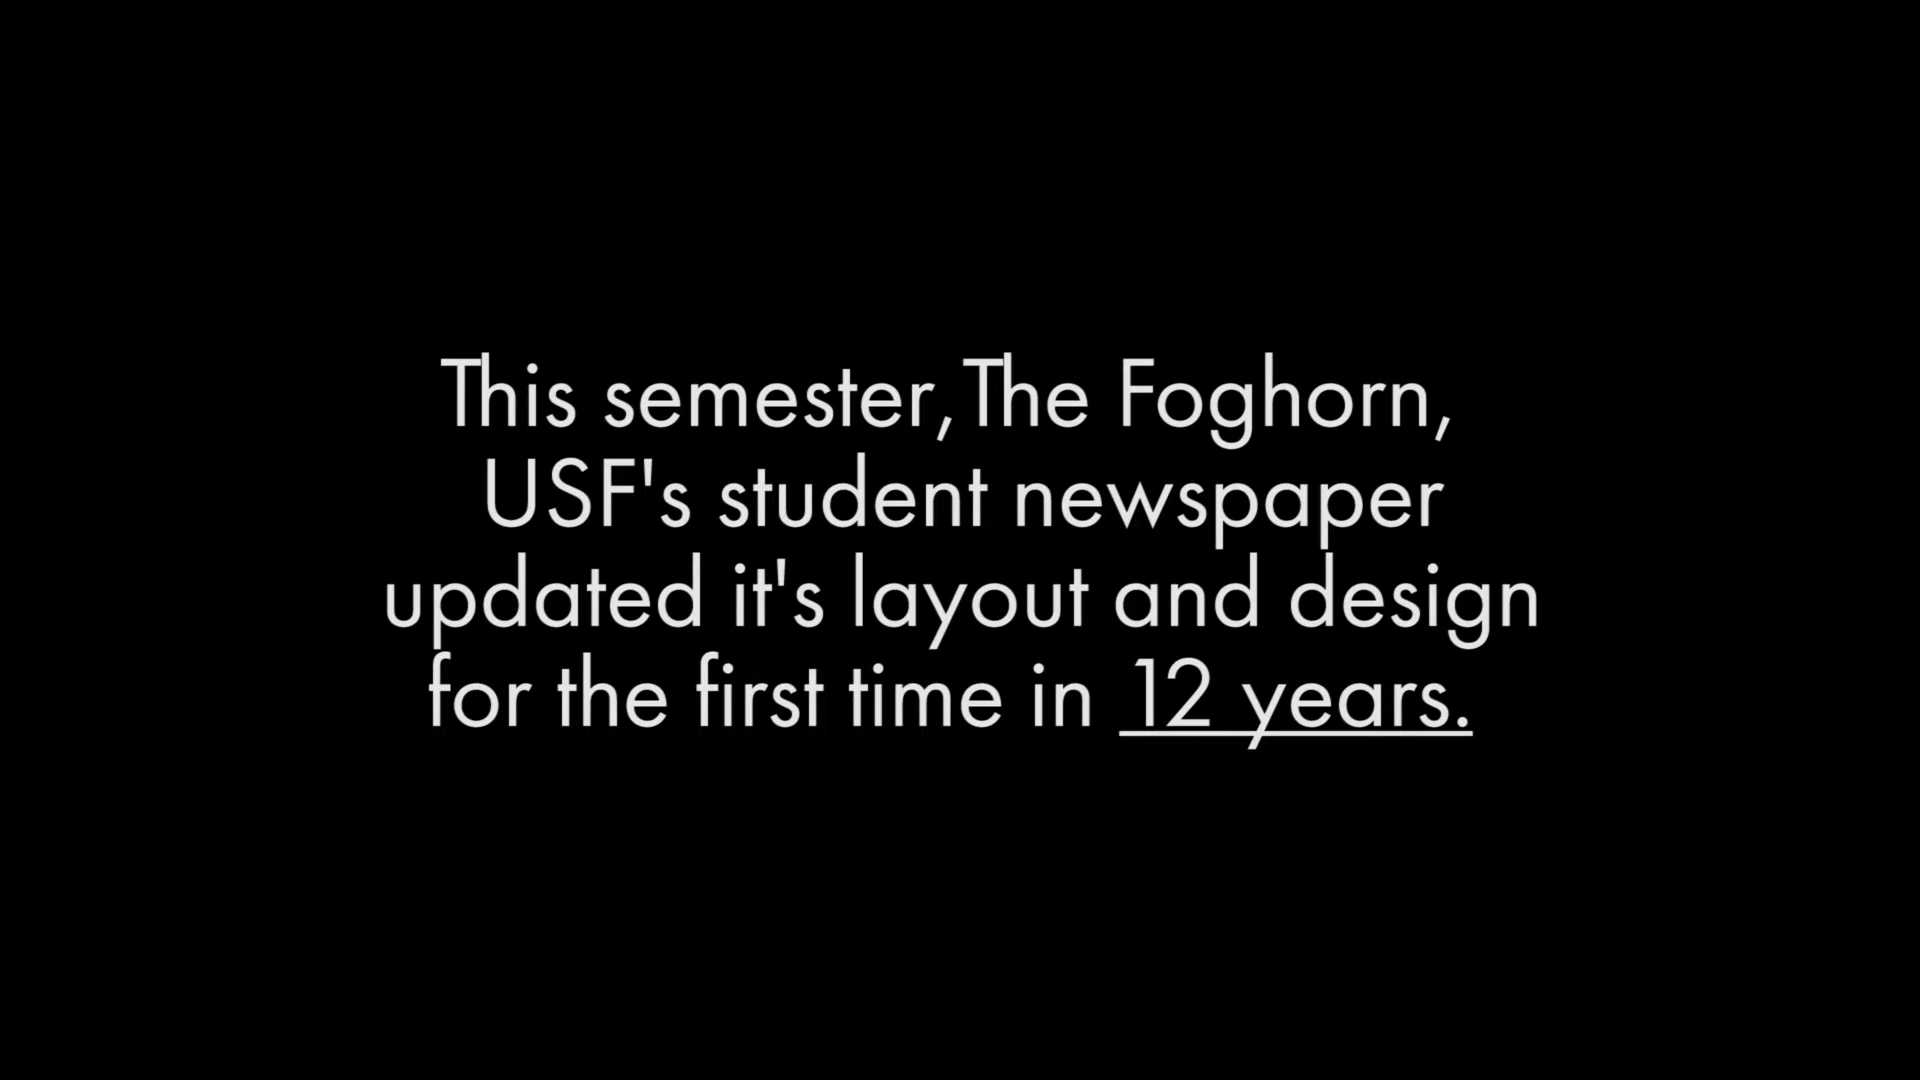 This semester,The Foghorn,
USF's student newspaper
updated it's layout and design
for the first time in 12 years.